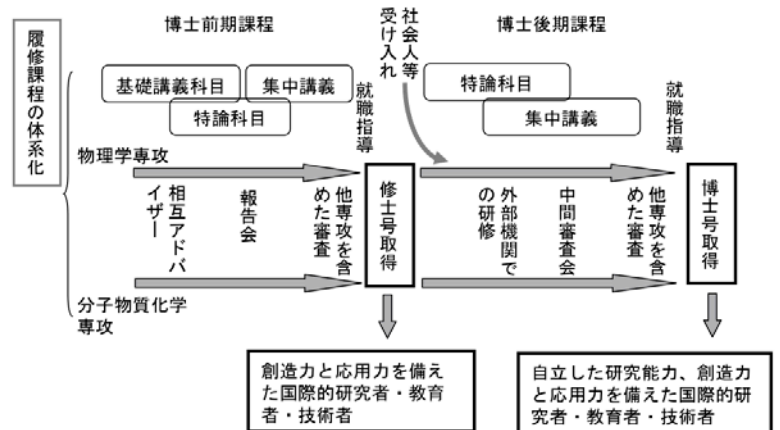 履修課程の体系化
博士前期課程
社会人等
受け入れ
博士後期課程
基礎講義科目
集中講義
特論科目
就職指導
特論科目
集中講義
就職指導
物理学専攻
相互アドバ
イザー
報告会
他専攻を含
めた審査
修士号取得
外部機関で
の研修
中間審査会
他専攻を含
めた審査
博士号取得
分子物質化学
専攻
創造力と応用力を備え
た国際的研究者・教育
者・技術者
自立した研究能力、創造力
と応用力を備えた国際的研
究者・教育者・技術者